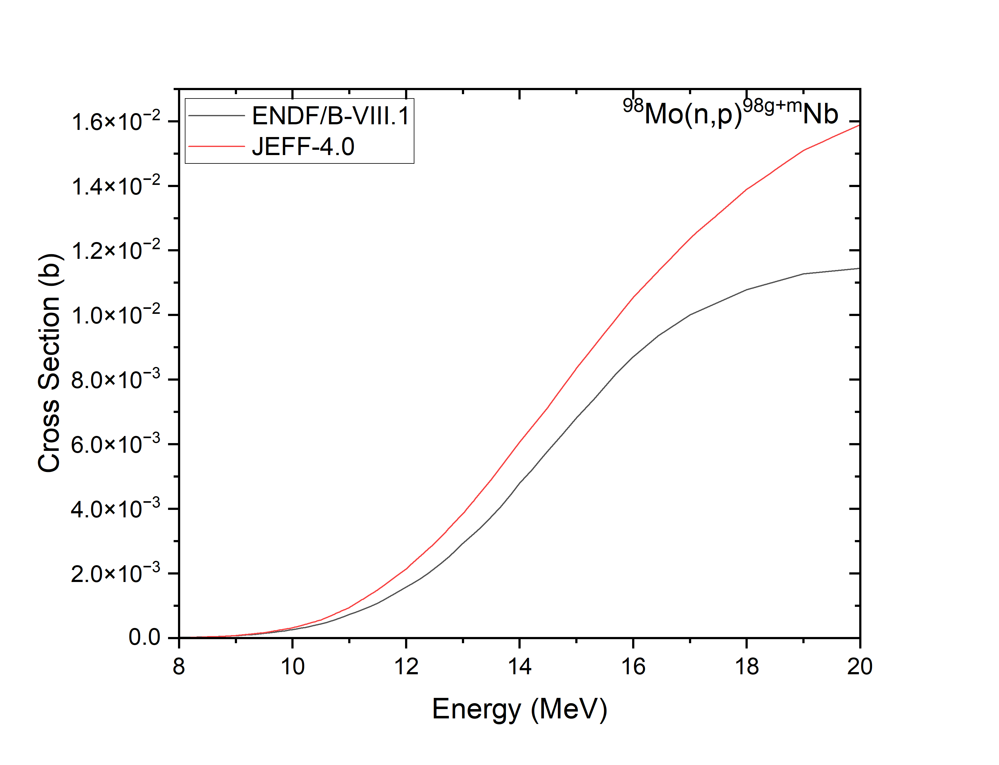 ENDF/B-VIII.1
JEFF-4.0
⁹⁸Mo(n,p)⁹⁸ᵍ⁺ᵐNb
1.6×10⁻²
1.4×10⁻²
1.2×10⁻²
1.0×10⁻²
8.0×10⁻³
6.0×10⁻³
4.0×10⁻³
2.0×10⁻³
0.0
Cross Section (b)
8 10 12 14 16 18 20
Energy (MeV)